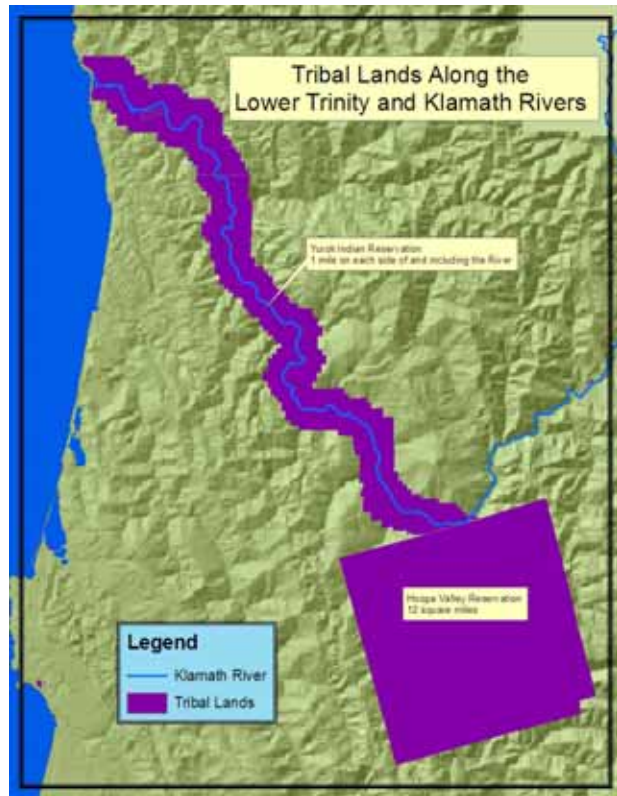 Tribal Lands Along the
Lower Trinity and Klamath Rivers
Yurok Indian Reservation
1 mile on each side of and including the River
Hoopa Valley Reservation
12 square miles
Legend
Klamath River
Tribal Lands